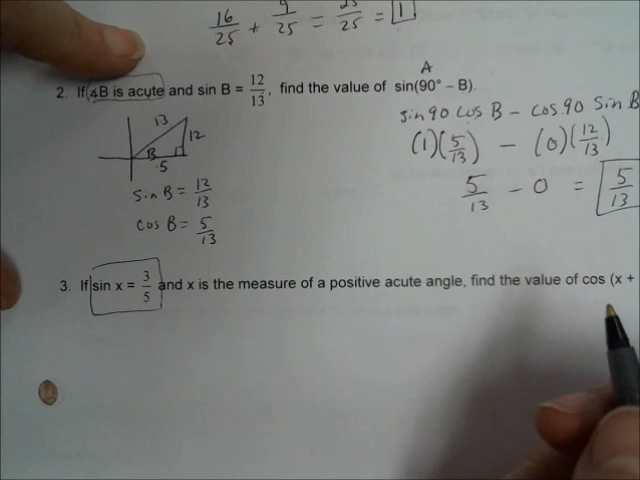 16/25 + 9/25 = 25/25 = 1
2. If ∡B is acute and sin B = 12/13, find the value of sin(90° – B).
A
sin 90 cos B – cos 90 sin B
13
12
B
5
(1)(5/13) – (0)(12/13)
sin B = 12/13
5/13 – 0 = 5/13
cos B = 5/13
3. If sin x = 3/5 and x is the measure of a positive acute angle, find the value of cos (x +